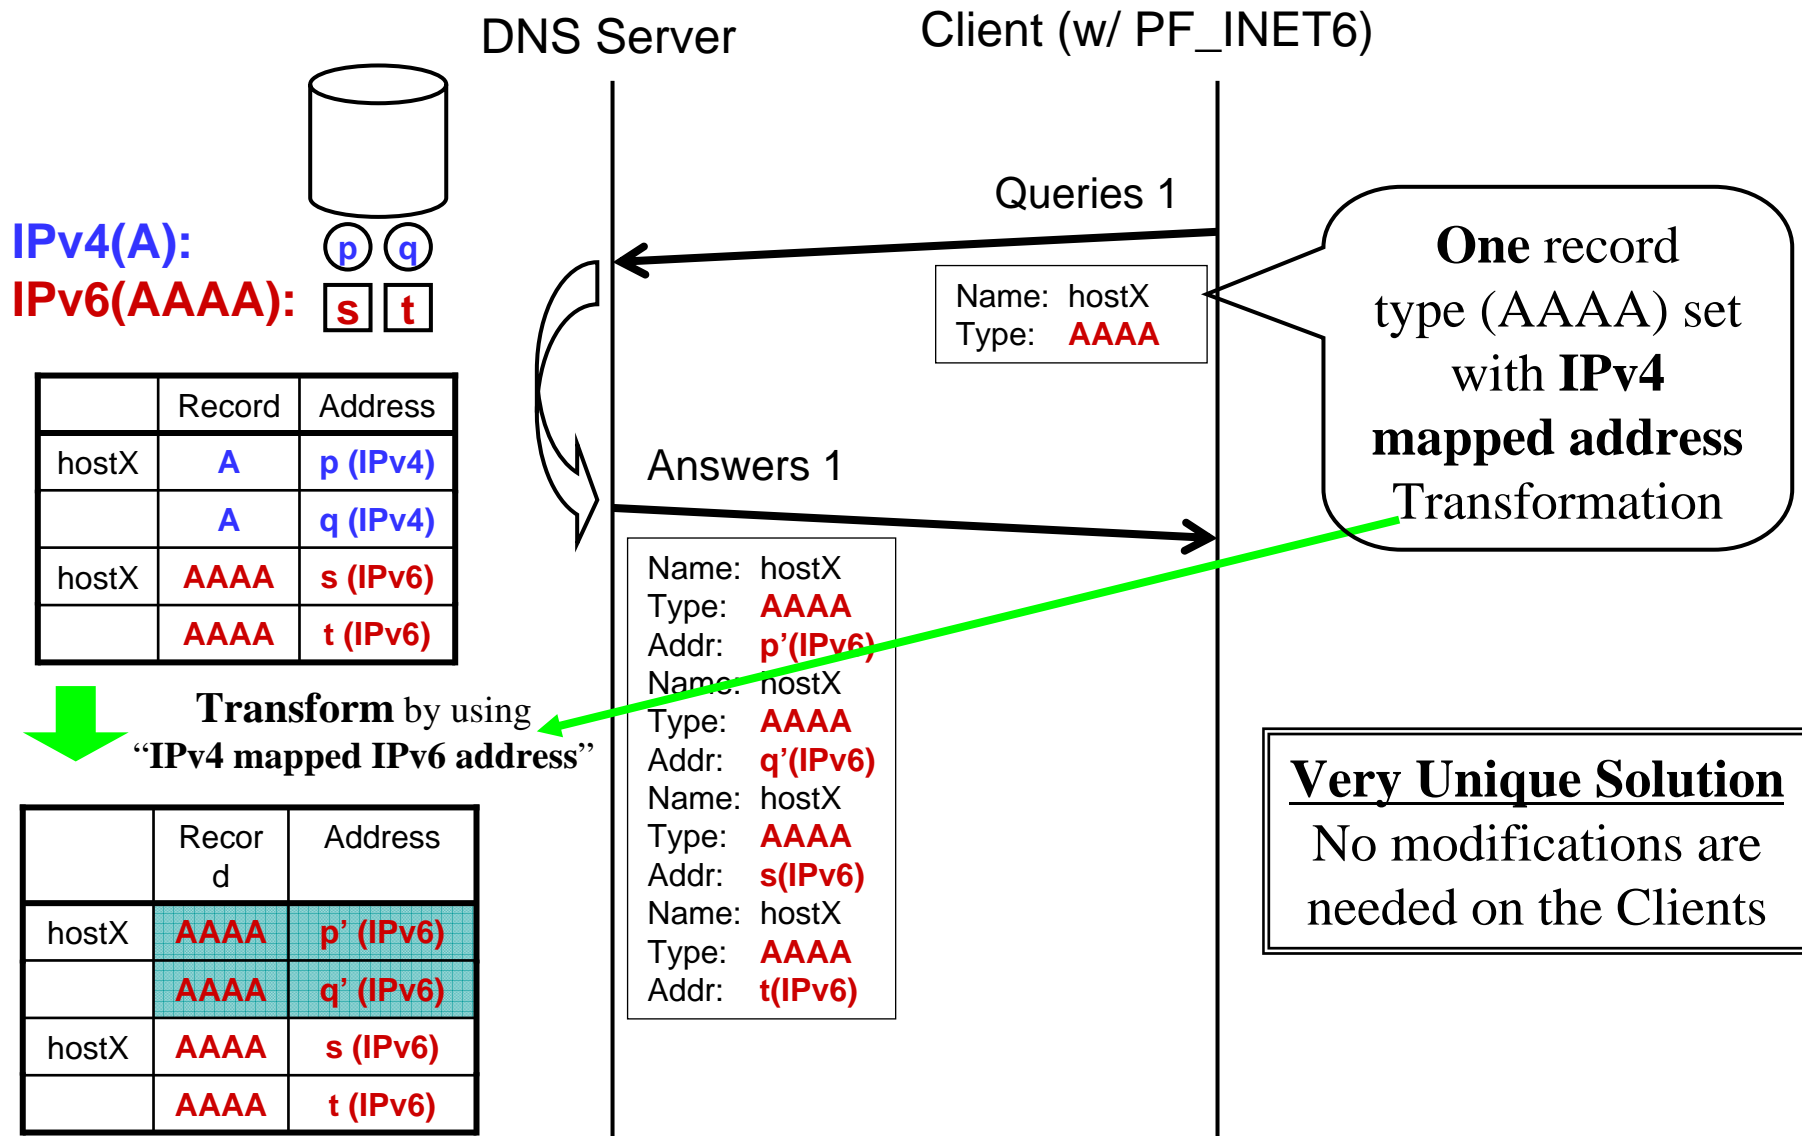 DNS Server
Client (w/ PF_INET6)
IPv4(A):
p q
IPv6(AAAA):
s t
Record Address
hostX A p (IPv4)
A q (IPv4)
hostX AAAA s (IPv6)
AAAA t (IPv6)
Transform by using
“IPv4 mapped IPv6 address”
Recor
d
Address
hostX AAAA p’ (IPv6)
AAAA q’ (IPv6)
hostX AAAA s (IPv6)
AAAA t (IPv6)
Queries 1
Name: hostX
Type: AAAA
Answers 1
Name: hostX
Type: AAAA
Addr: p’(IPv6)
Name: hostX
Type: AAAA
Addr: q’(IPv6)
Name: hostX
Type: AAAA
Addr: s(IPv6)
Name: hostX
Type: AAAA
Addr: t(IPv6)
One record
type (AAAA) set
with IPv4
mapped address
Transformation
Very Unique Solution
No modifications are
needed on the Clients